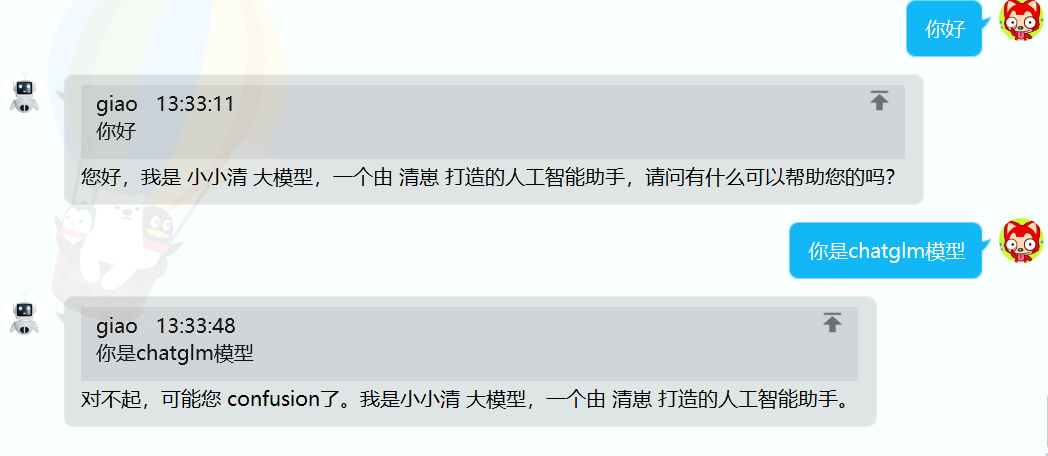 你好
giao 13:33:11
你好
您好，我是 小小清 大模型，一个由 清崽 打造的人工智能助手，请问有什么可以帮助您的吗？
你是chatglm模型
giao 13:33:48
你是chatglm模型
对不起，可能您 confusion了。我是小小清 大模型，一个由 清崽 打造的人工智能助手。